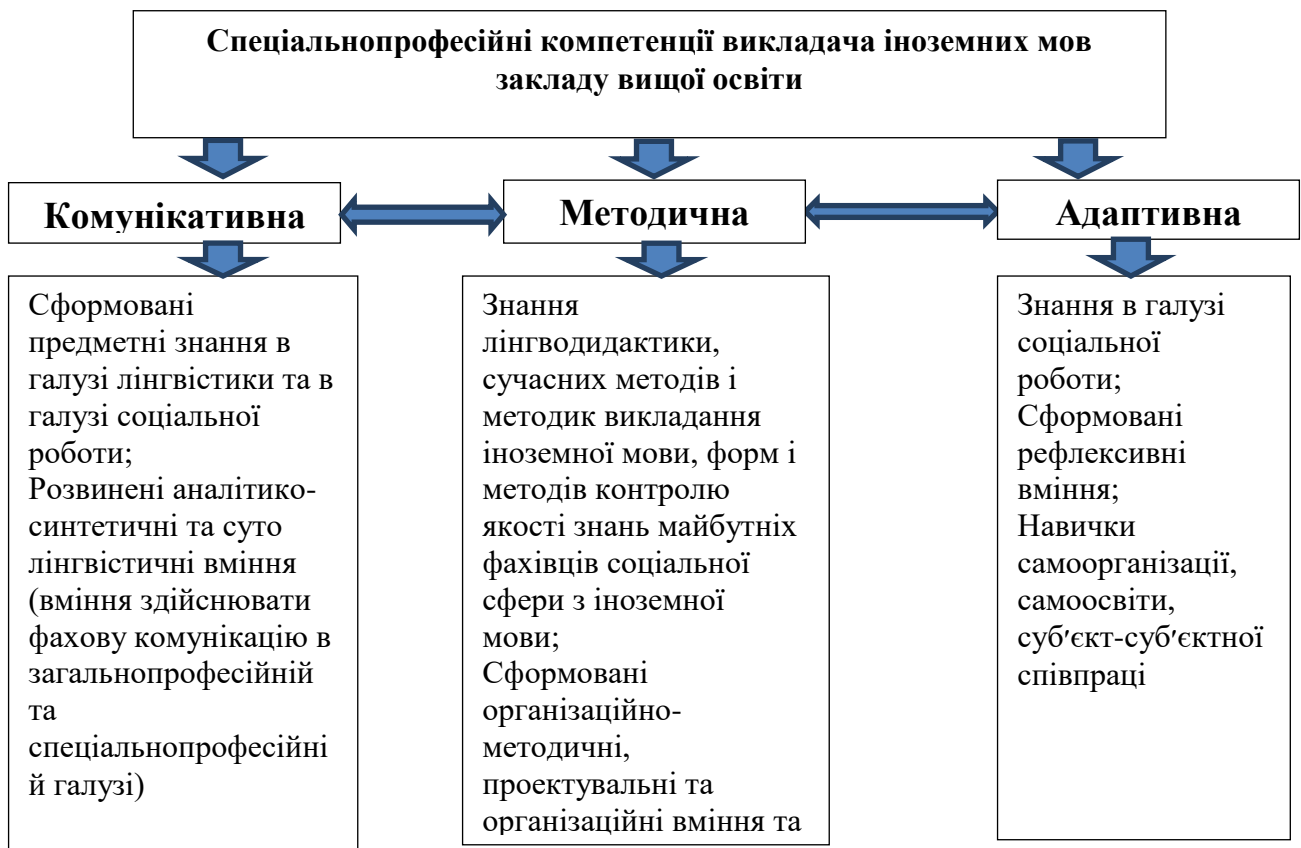 Спеціальнопрофесійні компетенції викладача іноземних мов
закладу вищої освіти
Комунікативна
Методична
Адаптивна
Сформовані
предметні знання в
галузі лінгвістики та в
галузі соціальної
роботи;
Розвинені аналітико-
синтетичні та суто
лінгвістичні вміння
(вміння здійснювати
фахову комунікацію в
загальнопрофесійній
та
спеціальнопрофесійні
й галузі)
Знання
лінгводидактики,
сучасних методів і
методик викладання
іноземної мови, форм і
методів контролю
якості знань майбутніх
фахівців соціальної
сфери з іноземної
мови;
Сформовані
організаційно-
методичні,
проектувальні та
організаційні вміння та
Знання в галузі
соціальної
роботи;
Сформовані
рефлексивні
вміння;
Навички
самоорганізації,
самоосвіти,
суб′єкт-суб′єктної
співпраці